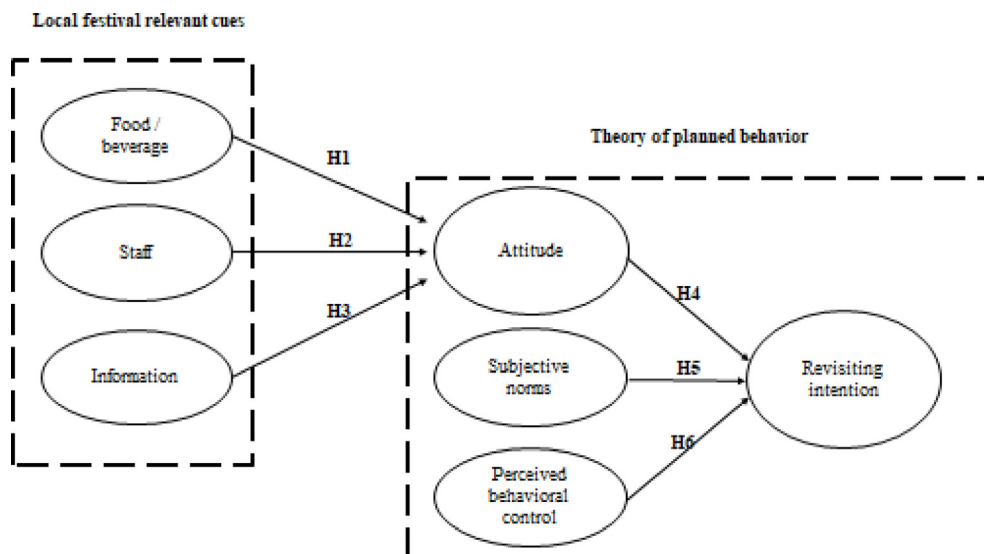 Local festival relevant cues
Food /
beverage
H1
Staff
H2
Information
H3
Theory of planned behavior
Attitude
H4
Subjective
norms
H5
Perceived
behavioral
control
H6
Revisiting
intention